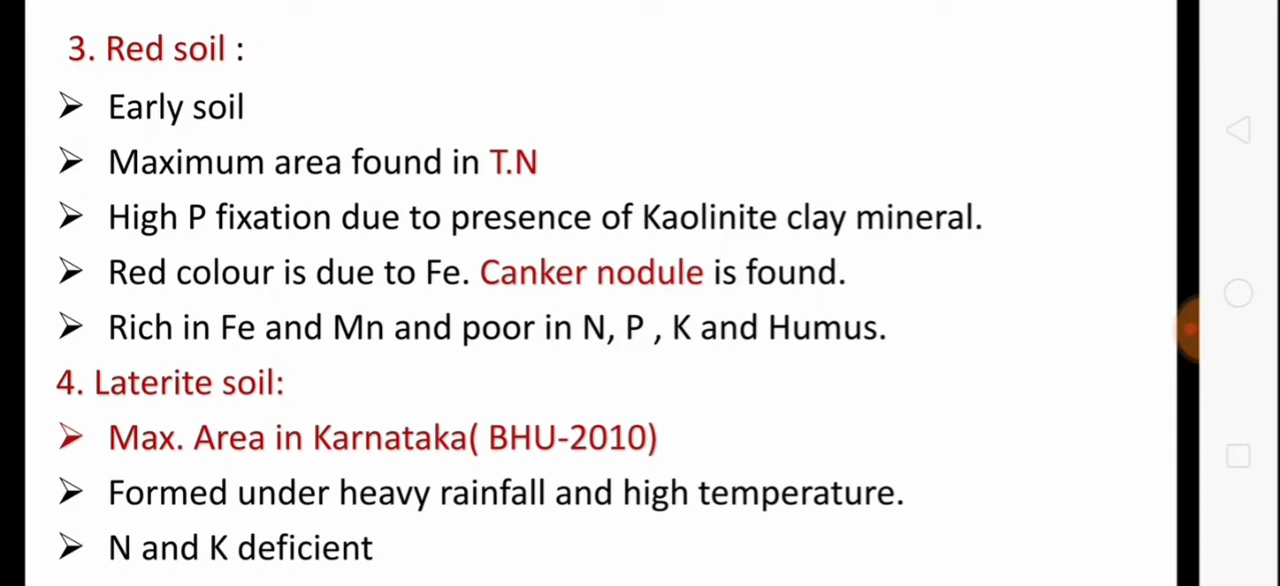 3. Red soil :
➢ Early soil
➢ Maximum area found in T.N
➢ High P fixation due to presence of Kaolinite clay mineral.
➢ Red colour is due to Fe. Canker nodule is found.
➢ Rich in Fe and Mn and poor in N, P , K and Humus.
4. Laterite soil:
➢ Max. Area in Karnataka( BHU-2010)
➢ Formed under heavy rainfall and high temperature.
➢ N and K deficient